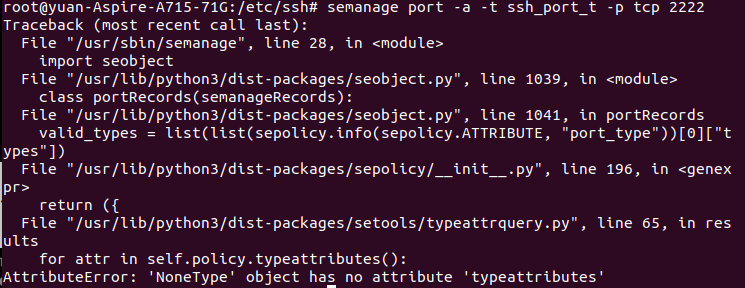 root@yuan-Aspire-A715-71G:/etc/ssh# semanage port -a -t ssh_port_t -p tcp 2222
Traceback (most recent call last):
  File "/usr/sbin/semanage", line 28, in <module>
    import seobject
  File "/usr/lib/python3/dist-packages/seobject.py", line 1039, in <module>
    class portRecords(semanageRecords):
  File "/usr/lib/python3/dist-packages/seobject.py", line 1041, in portRecords
    valid_types = list(list(sepolicy.info(sepolicy.ATTRIBUTE, "port_type"))[0]["t
ypes"])
  File "/usr/lib/python3/dist-packages/sepolicy/__init__.py", line 196, in <genex
pr>
    return ({
  File "/usr/lib/python3/dist-packages/setools/typeattrquery.py", line 65, in res
ults
    for attr in self.policy.typeattributes():
AttributeError: 'NoneType' object has no attribute 'typeattributes'